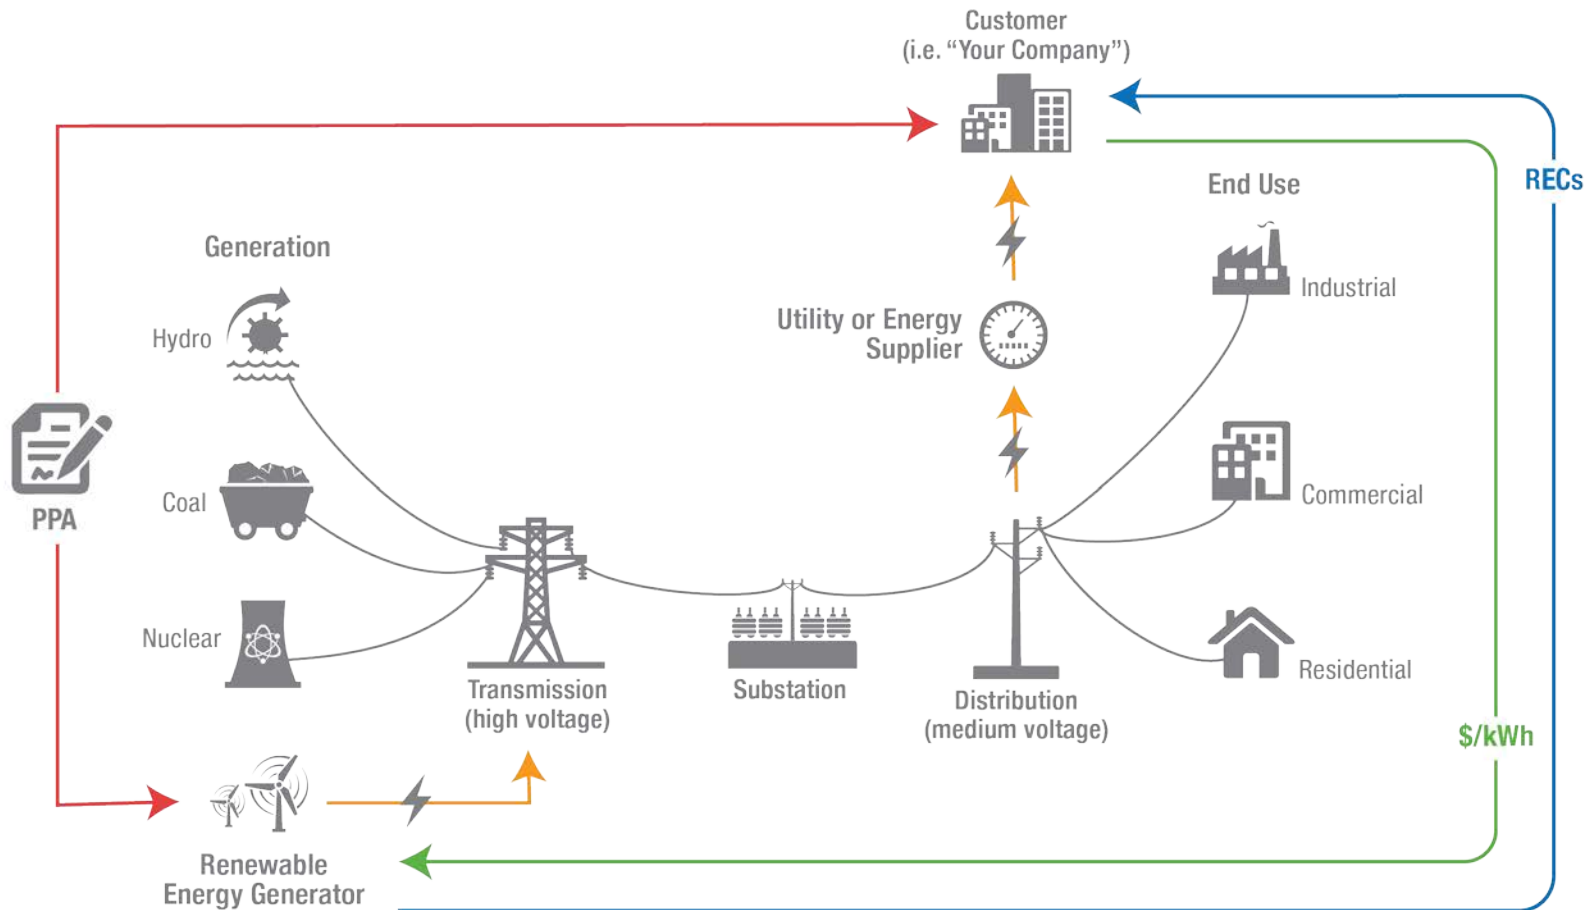 Customer
(i.e. “Your Company”)
RECs
End Use
Generation
Industrial
Hydro
Utility or Energy
Supplier
Coal
Commercial
PPA
Nuclear
Residential
Transmission
(high voltage)
Substation
Distribution
(medium voltage)
$/kWh
Renewable
Energy Generator